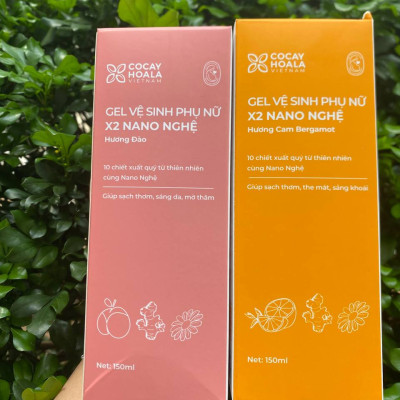 COCAY
HOALA
VIETNAM
GEL VỆ SINH PHỤ NỮ
X2 NANO NGHỆ
Hương Đào
10 chiết xuất quý từ thiên nhiên
cùng Nano Nghệ
Giúp sạch thơm, sáng da, mờ thâm
Net: 150ml
COCAY
HOALA
VIETNAM
GEL VỆ SINH PHỤ NỮ
X2 NANO NGHỆ
Hương Cam Bergamot
10 chiết xuất quý từ thiên nhiên
cùng Nano Nghệ
Giúp sạch thơm, the mát, sảng khoái
Net: 150ml